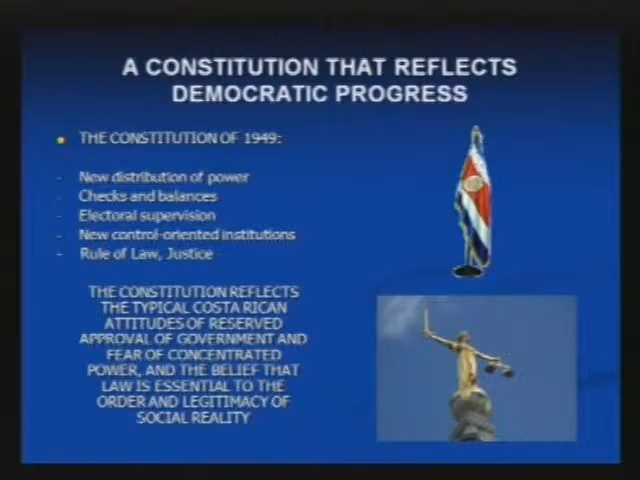 A CONSTITUTION THAT REFLECTS
DEMOCRATIC PROGRESS
THE CONSTITUTION OF 1949:
- New distribution of power
- Checks and balances
- Electoral supervision
- New control-oriented institutions
- Rule of Law, Justice
THE CONSTITUTION REFLECTS
THE TYPICAL COSTA RICAN
ATTITUDES OF RESERVED
APPROVAL OF GOVERNMENT AND
FEAR OF CONCENTRATED
POWER, AND THE BELIEF THAT
LAW IS ESSENTIAL TO THE
ORDER AND LEGITIMACY OF
SOCIAL REALITY